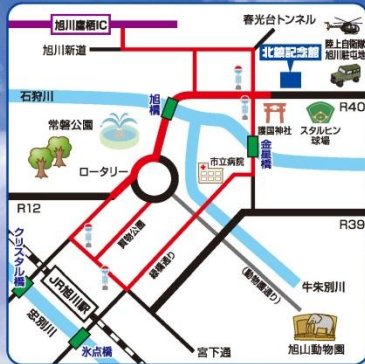 旭川鷹栖IC
春光台トンネル
旭川新道
北鎮記念館
陸上自衛隊
旭川駐屯地
石狩川
旭橋
R40
常磐公園
護国神社
スタルヒン
球場
金星橋
市立病院
ロータリー
R12
R39
買物公園
緑橋通り
クリスタル橋
JR旭川駅
(動物園通り)
牛朱別川
忠別川
氷点橋
宮下通
旭山動物園